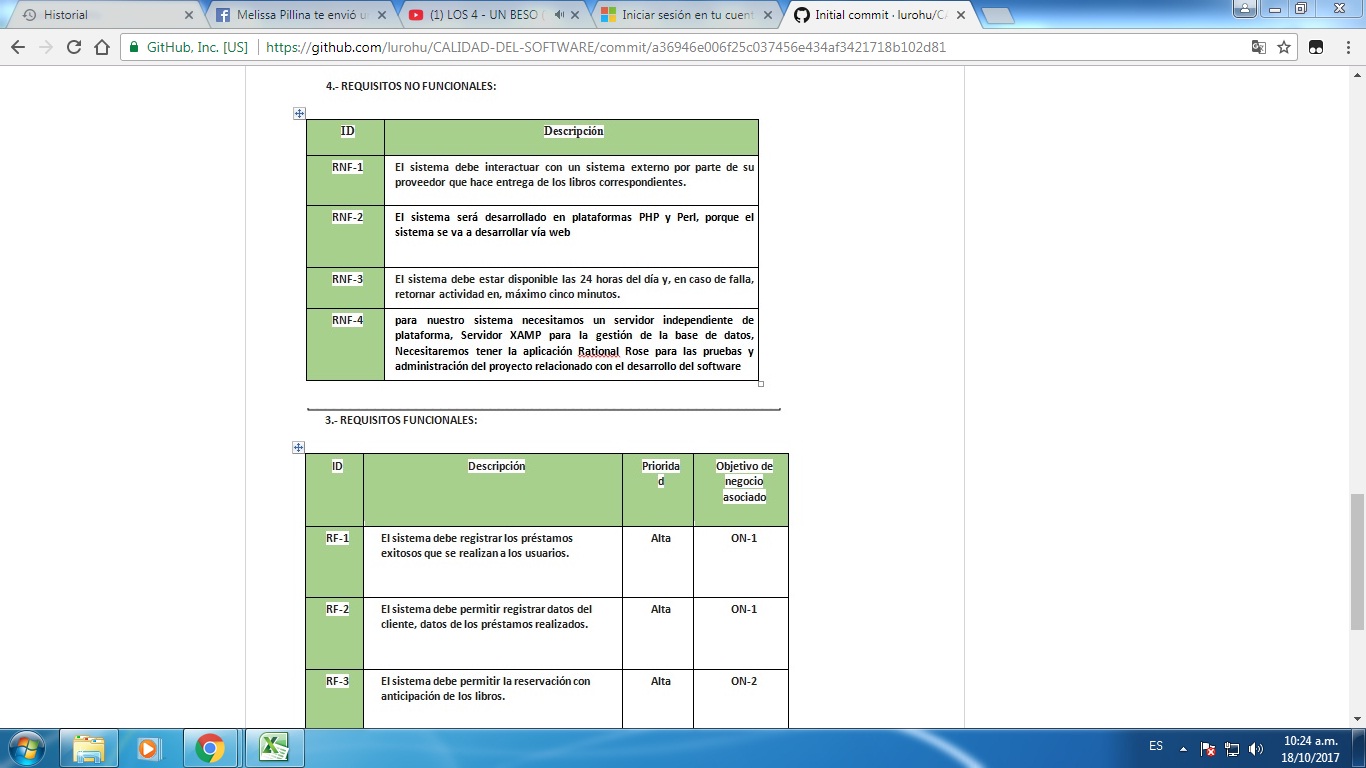 Historial
Melissa Pillina te envió u
(1) LOS 4 - UN BESO (
Iniciar sesión en tu cuent
Initial commit · lurohu/C
GitHub, Inc. [US]
https://github.com/lurohu/CALIDAD-DEL-SOFTWARE/commit/a36946e006f25c037456e434af3421718b102d81
4.- REQUISITOS NO FUNCIONALES:
ID
Descripción
RNF-1
El sistema debe interactuar con un sistema externo por parte de su
proveedor que hace entrega de los libros correspondientes.
RNF-2
El sistema será desarrollado en plataformas PHP y Perl, porque el
sistema se va a desarrollar vía web
RNF-3
El sistema debe estar disponible las 24 horas del día y, en caso de falla,
retornar actividad en, máximo cinco minutos.
RNF-4
para nuestro sistema necesitamos un servidor independiente de
plataforma, Servidor XAMP para la gestión de la base de datos,
Necesitaremos tener la aplicación Rational Rose para las pruebas y
administración del proyecto relacionado con el desarrollo del software
3.- REQUISITOS FUNCIONALES:
ID
Descripción
Priorida
d
Objetivo de
negocio
asociado
RF-1
El sistema debe registrar los préstamos
exitosos que se realizan a los usuarios.
Alta
ON-1
RF-2
El sistema debe permitir registrar datos del
cliente, datos de los préstamos realizados.
Alta
ON-1
RF-3
El sistema debe permitir la reservación con
anticipación de los libros.
Alta
ON-2
ES
10:24 a.m.
18/10/2017